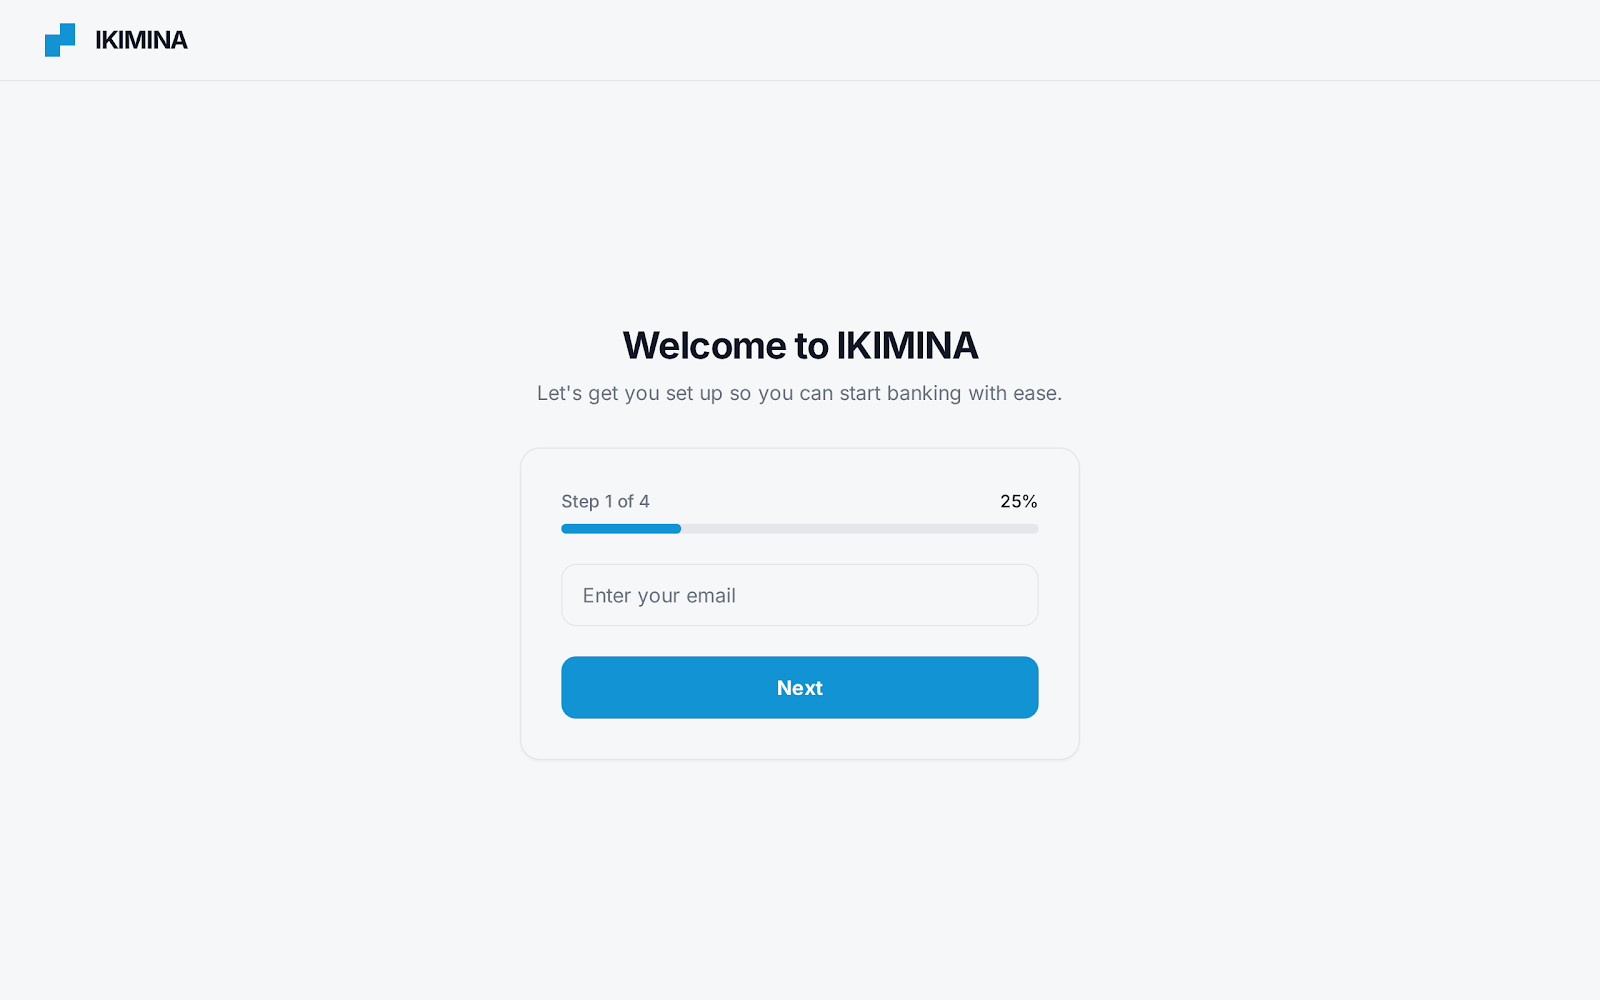 IKIMINA
Welcome to IKIMINA
Let's get you set up so you can start banking with ease.
Step 1 of 4
25%
Enter your email
Next